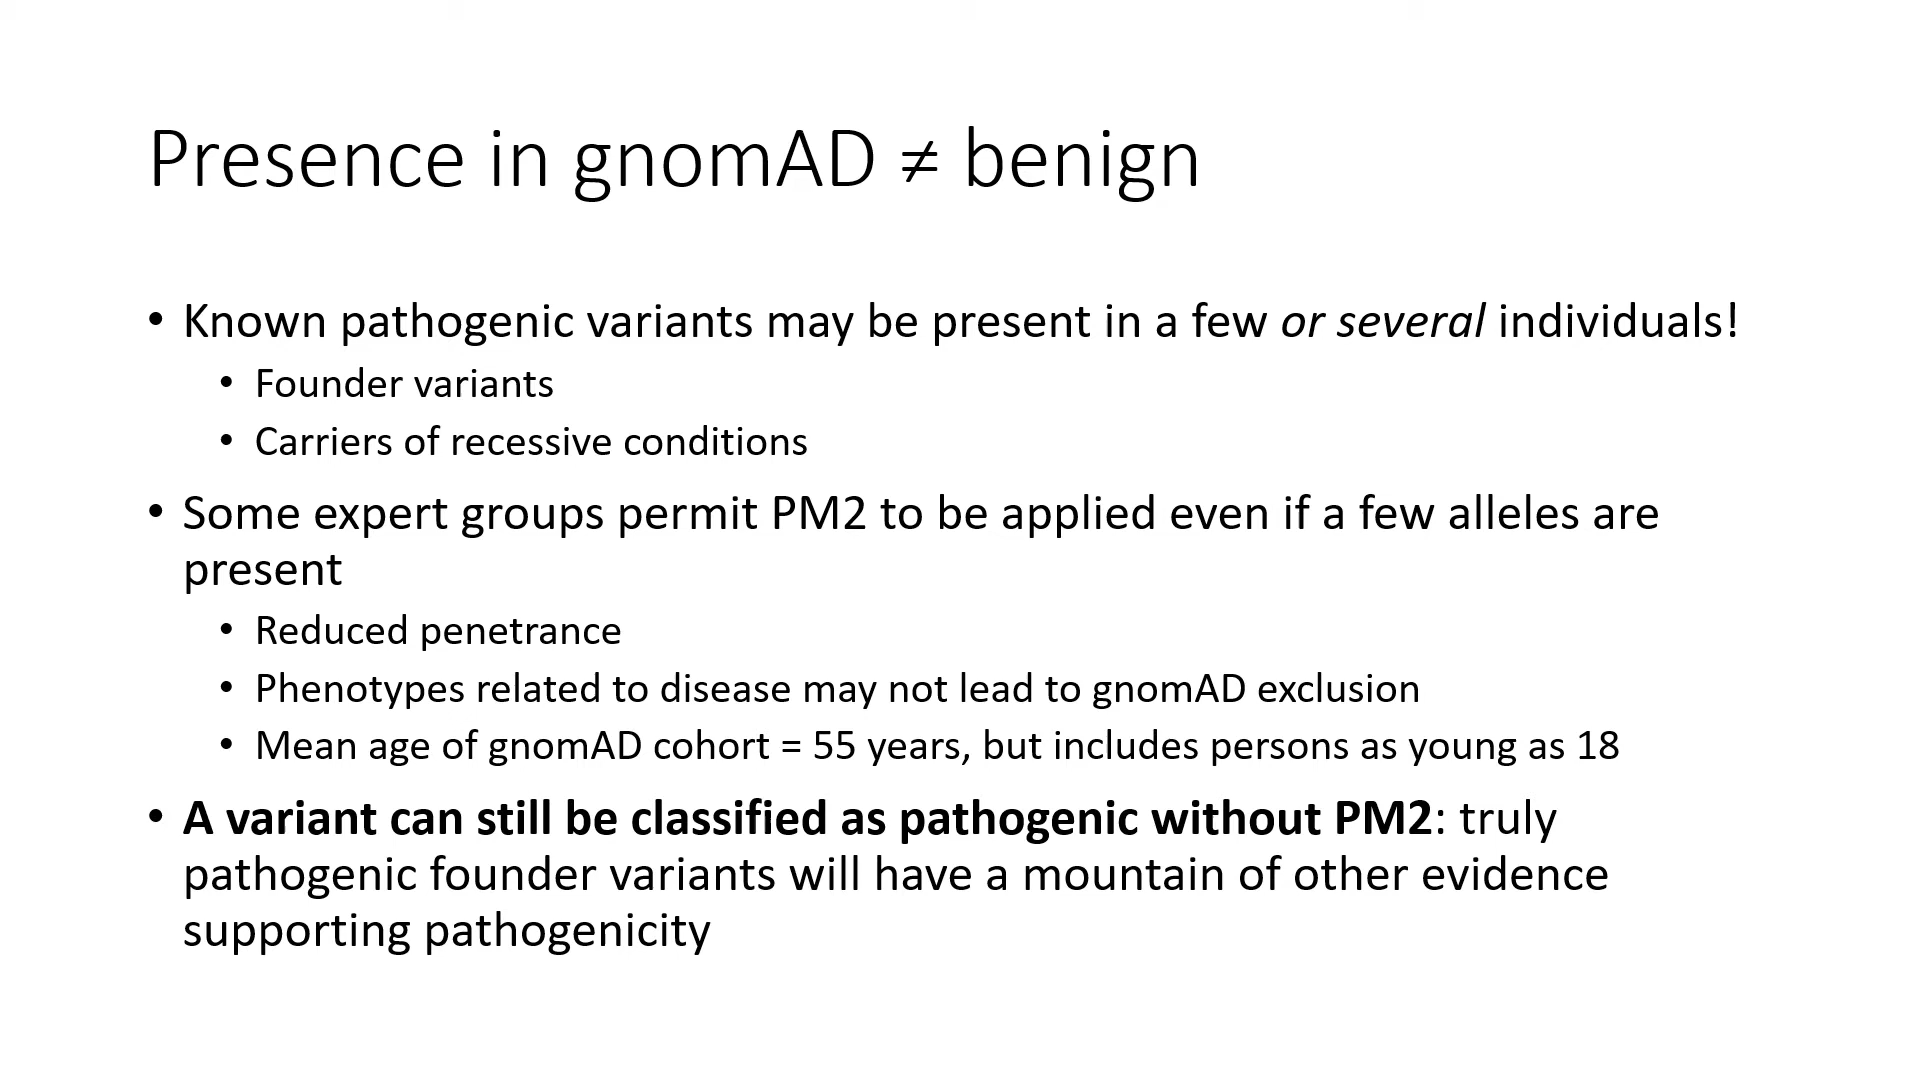 Presence in gnomAD ≠ benign
• Known pathogenic variants may be present in a few or several individuals!
• Founder variants
• Carriers of recessive conditions
• Some expert groups permit PM2 to be applied even if a few alleles are
present
• Reduced penetrance
• Phenotypes related to disease may not lead to gnomAD exclusion
• Mean age of gnomAD cohort = 55 years, but includes persons as young as 18
• A variant can still be classified as pathogenic without PM2: truly
pathogenic founder variants will have a mountain of other evidence
supporting pathogenicity